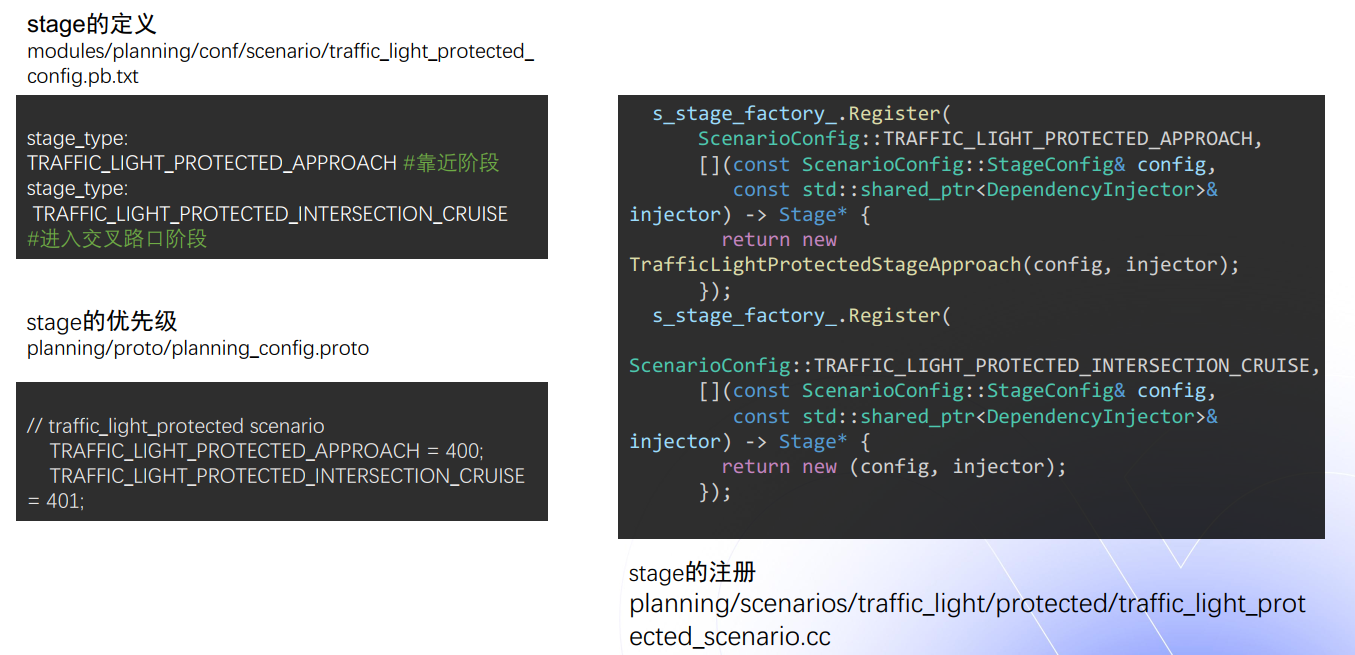 stage的定义
modules/planning/conf/scenario/traffic_light_protected_
config.pb.txt
stage_type:
TRAFFIC_LIGHT_PROTECTED_APPROACH #靠近阶段
stage_type:
TRAFFIC_LIGHT_PROTECTED_INTERSECTION_CRUISE
#进入交叉路口阶段
stage的优先级
planning/proto/planning_config.proto
// traffic_light_protected scenario
TRAFFIC_LIGHT_PROTECTED_APPROACH = 400;
TRAFFIC_LIGHT_PROTECTED_INTERSECTION_CRUISE
= 401;
s_stage_factory_.Register(
ScenarioConfig::TRAFFIC_LIGHT_PROTECTED_APPROACH,
[](const ScenarioConfig::StageConfig& config,
const std::shared_ptr<DependencyInjector>&
injector) -> Stage* {
return new
TrafficLightProtectedStageApproach(config, injector);
});
s_stage_factory_.Register(
ScenarioConfig::TRAFFIC_LIGHT_PROTECTED_INTERSECTION_CRUISE,
[](const ScenarioConfig::StageConfig& config,
const std::shared_ptr<DependencyInjector>&
injector) -> Stage* {
return new (config, injector);
});
stage的注册
planning/scenarios/traffic_light/protected/traffic_light_prot
ected_scenario.cc